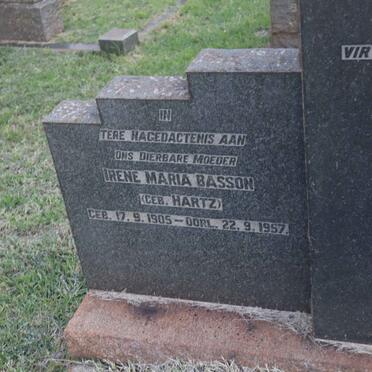 IN
TERE NAGEDAGTENIS AAN
ONS DIERBARE MOEDER
IRENE MARIA BASSON
(GEB. HARTZ)
GEB. 17. 9. 1905 — OORL. 22. 9. 1957.
VIR